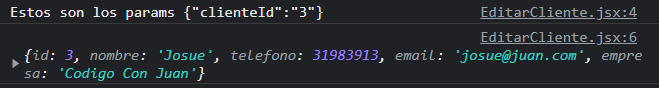 Estos son los params {"clienteId":"3"} EditarCliente.jsx:4
EditarCliente.jsx:6
{id: 3, nombre: 'Josue', telefono: 31983913, email: 'josue@juan.com', empre
sa: 'Codigo Con Juan'}